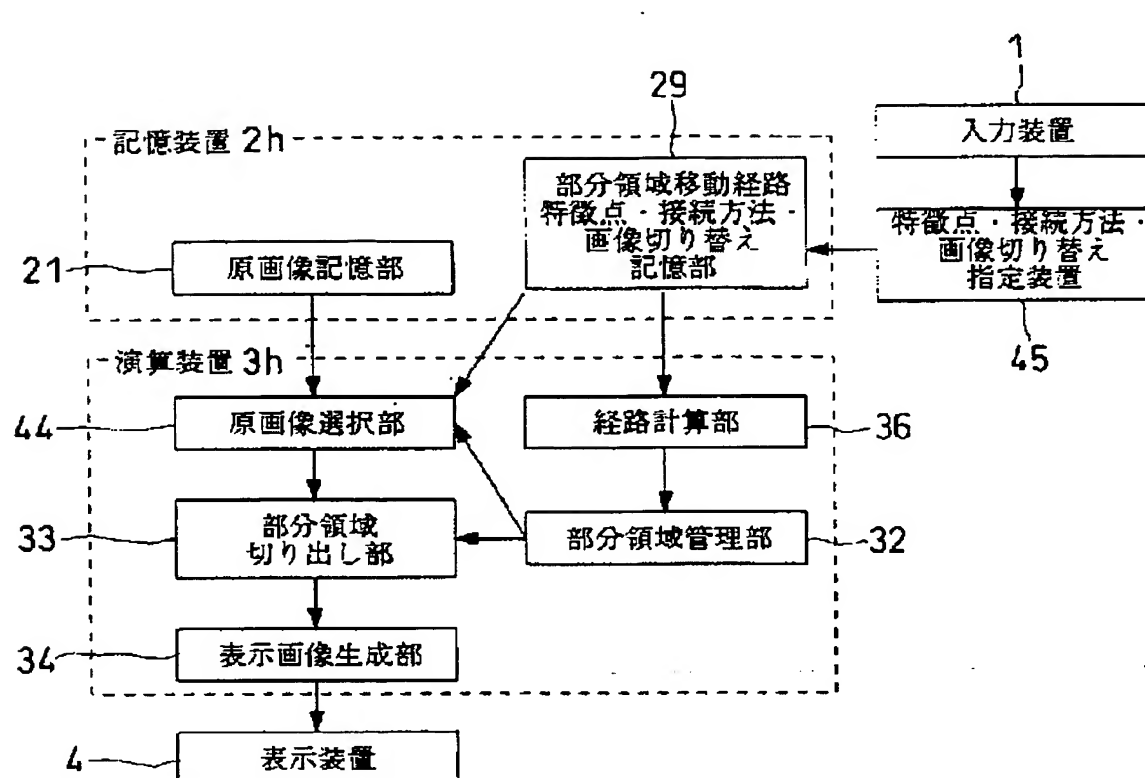 1
入力装置
29
記憶装置 2h
部分領域移動経路
特徴点・接続方法・
画像切り替え
記憶部
特徴点・接続方法・
画像切り替え
指定装置
45
21
原画像記憶部
演算装置 3h
44
原画像選択部
経路計算部
36
33
部分領域
切り出し部
部分領域管理部
32
34
表示画像生成部
4
表示装置